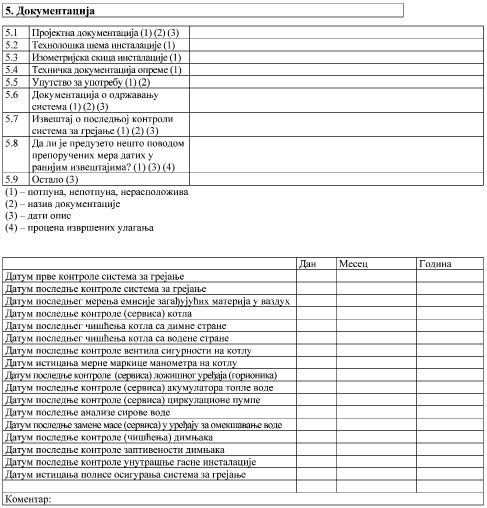 5. Документација
5.1 Пројектна документација (1) (2) (3)
5.2 Технолошка шема инсталације (1)
5.3 Изометријска скица инсталације (1)
5.4 Техничка документација опреме (1)
5.5 Упутство за употребу (1) (2)
5.6 Документација о одржавању
система (1) (2) (3)
5.7 Извештај о последњој контроли
система за грејање (1) (2) (3)
5.8 Да ли је предузето нешто поводом
препоручених мера датих у
ранијим извештајима? (1) (3) (4)
5.9 Остало (3)
(1) – потпуна, непотпуна, нерасположива
(2) – назив документације
(3) – дати опис
(4) – процена извршених улагања
Дан Месец Година
Датум прве контроле система за грејање
Датум последње контроле система за грејање
Датум последњег мерења емисије загађујућих материја у ваздух
Датум последње контроле (сервиса) котла
Датум последњег чишћења котла са димне стране
Датум последњег чишћења котла са водене стране
Датум последње контроле вентила сигурности на котлу
Датум истицања мерне маркице манометра на котлу
Датум последње контроле (сервиса) ложишног уређаја (горионика)
Датум последње контроле (сервиса) акумулатора топле воде
Датум последње контроле (сервиса) циркулационе пумпе
Датум последње анализе сирове воде
Датум последње замене масе (сервиса) у уређају за омекшавање воде
Датум последње контроле (чишћења) димњака
Датум последње контроле заптивености димњака
Датум последње контроле унутрашње гасне инсталације
Датум истицања полисе осигурања система за грејање
Коментар: